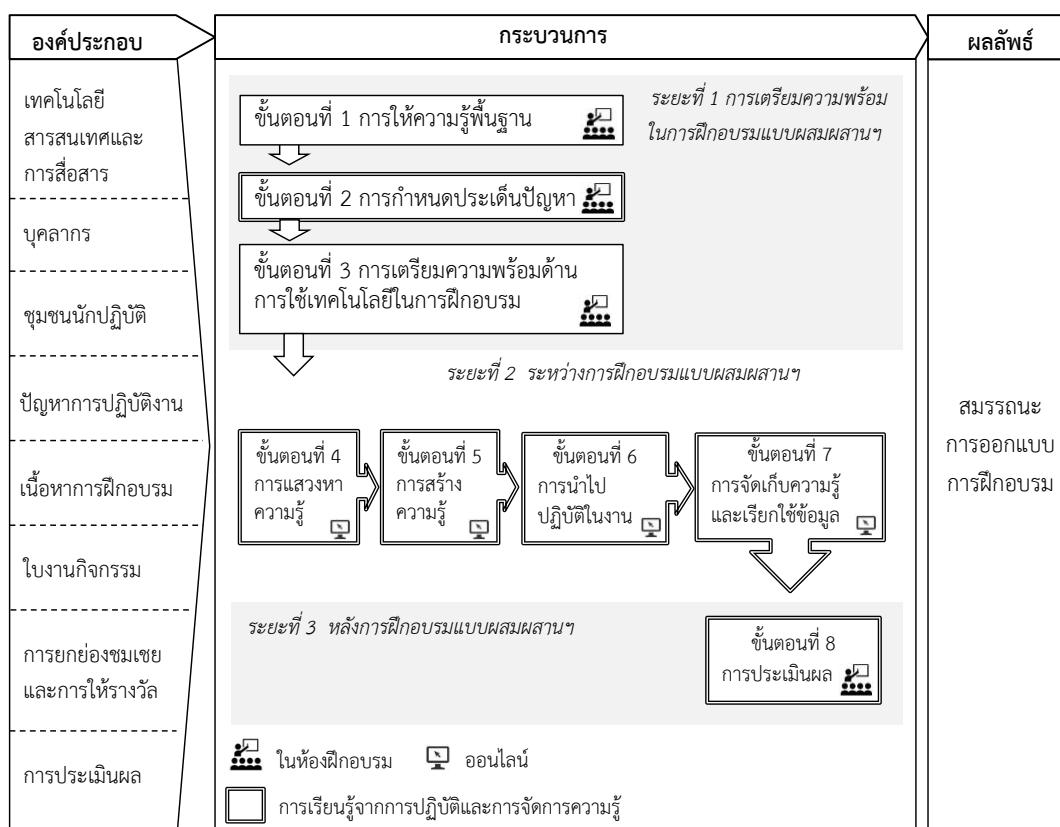 องค์ประกอบ
กระบวนการ
ผลลัพธ์
เทคโนโลยี
สารสนเทศและ
การสื่อสาร
บุคลากร
ชุมชนนักปฏิบัติ
ปัญหาการปฏิบัติงาน
เนื้อหาการฝึกอบรม
ใบงานกิจกรรม
การยกย่องชมเชย
และการให้รางวัล
การประเมินผล
ระยะที่ 1 การเตรียมความพร้อม
ในการฝึกอบรมแบบผสมผสานฯ
ขั้นตอนที่ 1 การให้ความรู้พื้นฐาน
ขั้นตอนที่ 2 การกำหนดประเด็นปัญหา
ขั้นตอนที่ 3 การเตรียมความพร้อมด้าน
การใช้เทคโนโลยีในการฝึกอบรม
ระยะที่ 2 ระหว่างการฝึกอบรมแบบผสมผสานฯ
ขั้นตอนที่ 4
การแสวงหา
ความรู้
ขั้นตอนที่ 5
การสร้าง
ความรู้
ขั้นตอนที่ 6
การนำไป
ปฏิบัติในงาน
ขั้นตอนที่ 7
การจัดเก็บความรู้
และเรียกใช้ข้อมูล
ระยะที่ 3 หลังการฝึกอบรมแบบผสมผสานฯ
ขั้นตอนที่ 8
การประเมินผล
ในห้องฝึกอบรม
ออนไลน์
การเรียนรู้จากการปฏิบัติและการจัดการความรู้
สมรรถนะ
การออกแบบ
การฝึกอบรม